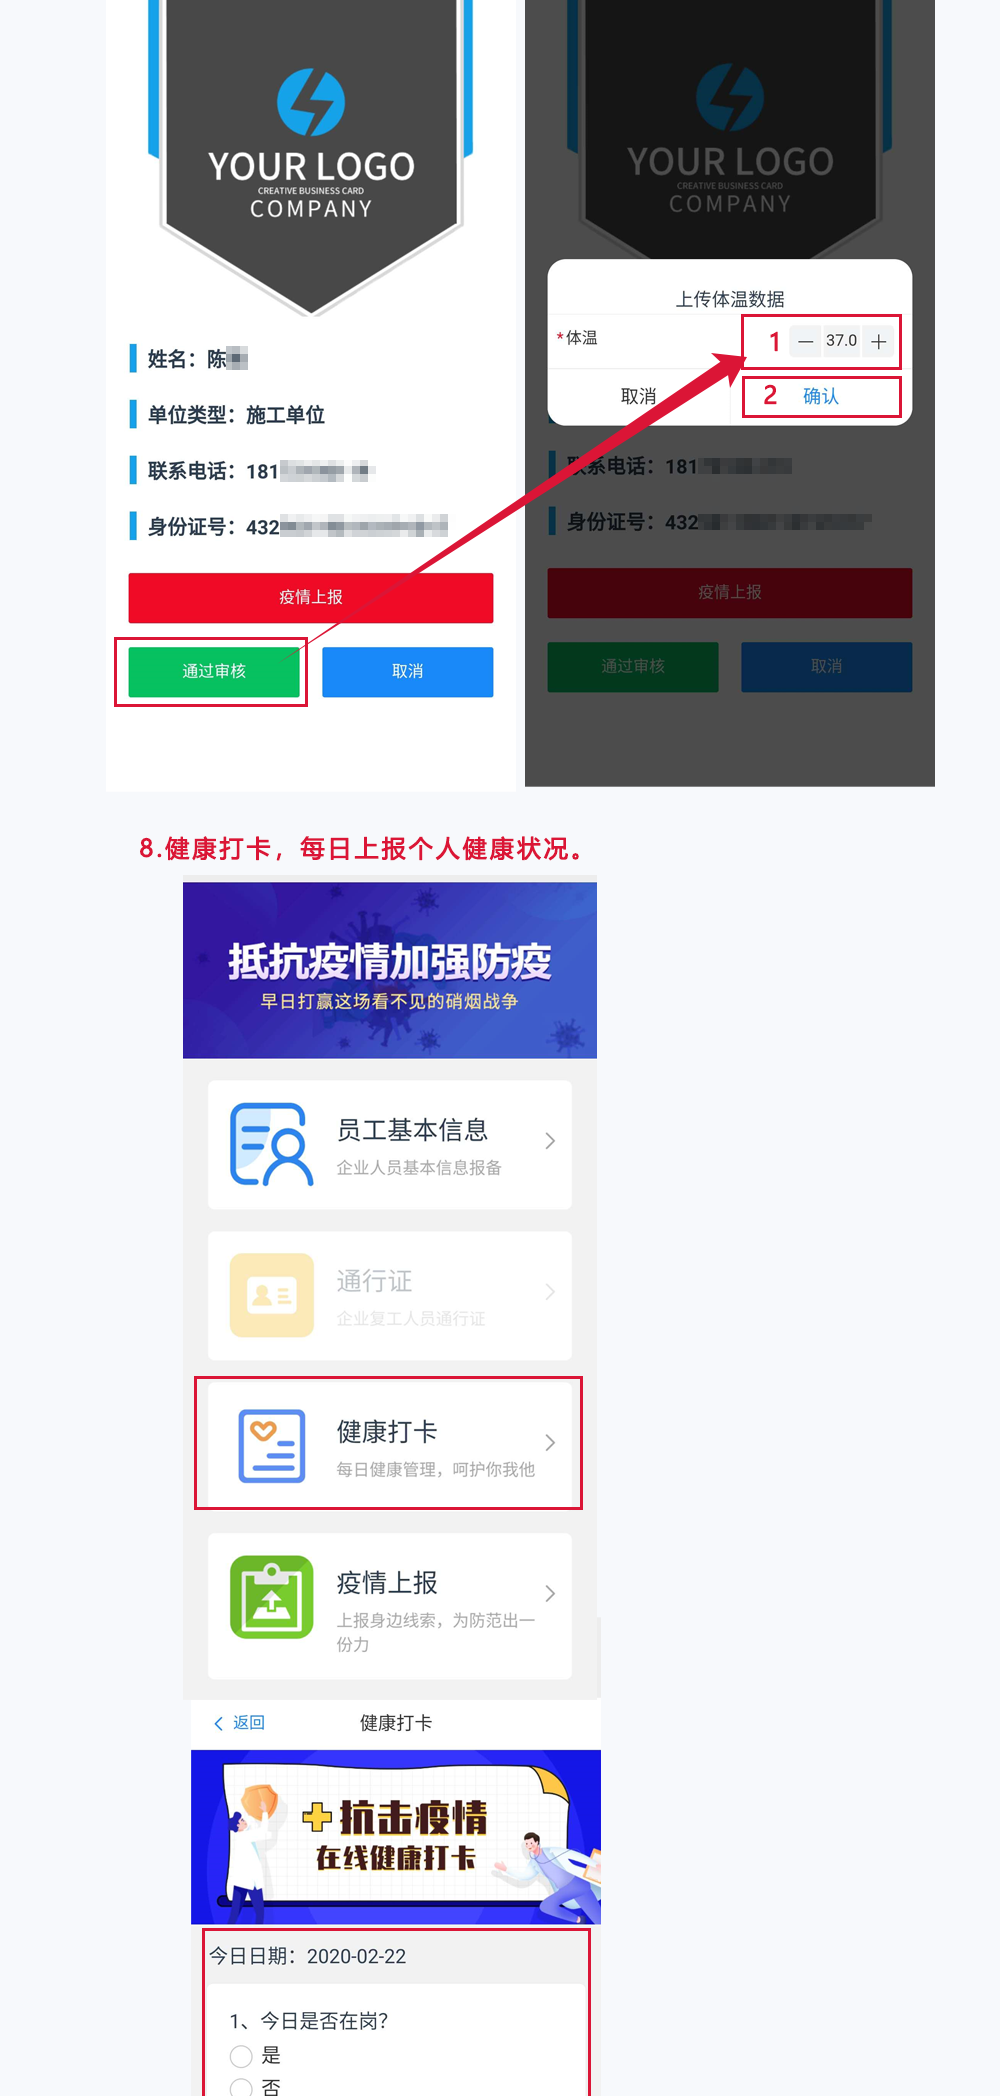 YOUR LOGO
CREATIVE BUSINESS CARD
COMPANY
姓名：陈
单位类型：施工单位
联系电话：181
身份证号：432
疫情上报
通过审核
取消
YOUR LOGO
CREATIVE BUSINESS CARD
COMPANY
上传体温数据
*体温
1
— 37.0 +
取消
2 确认
联系电话：181
身份证号：432
疫情上报
通过审核
取消
8.健康打卡，每日上报个人健康状况。
抵抗疫情加强防疫
早日打赢这场看不见的硝烟战争
员工基本信息
企业人员基本信息报备
通行证
企业复工人员通行证
健康打卡
每日健康管理，呵护你我他
疫情上报
上报身边线索，为防范出一
份力
返回
健康打卡
抗击疫情
在线健康打卡
今日日期：2020-02-22
1、今日是否在岗？
是
否